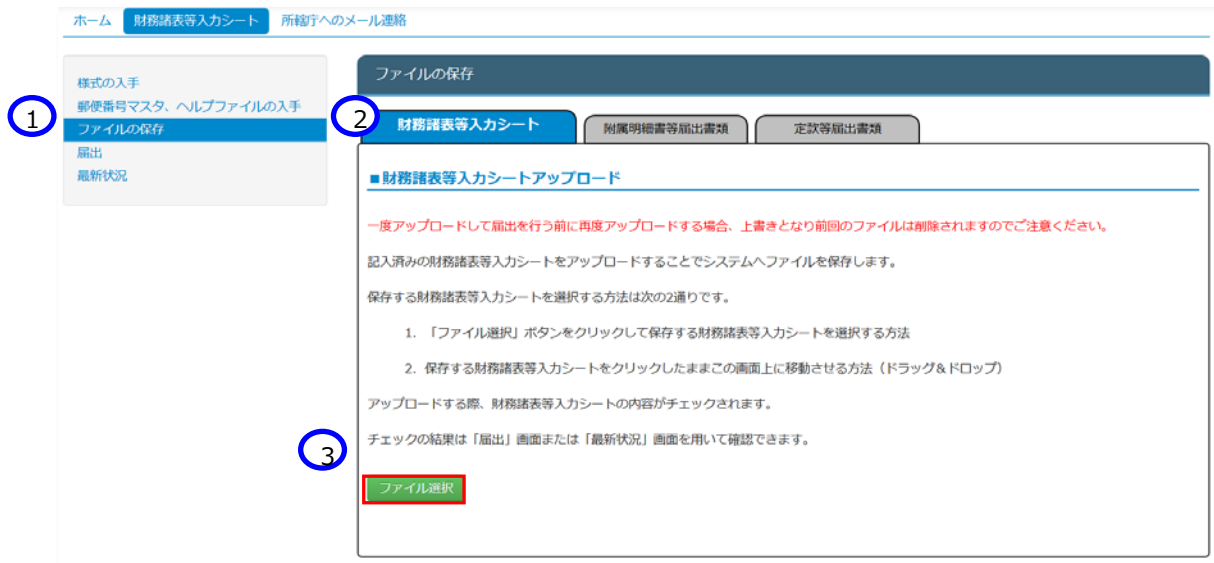 ホーム 財務諸表等入力シート 所轄庁へのメール連絡
様式の入手
郵便番号マスタ、ヘルプファイルの入手
1
ファイルの保存
届出
最新状況
ファイルの保存
2
財務諸表等入力シート 附属明細書等届出書類 定款等届出書類
■財務諸表等入力シートアップロード
一度アップロードして届出を行う前に再度アップロードする場合、上書きとなり前回のファイルは削除されますのでご注意ください。
記入済みの財務諸表等入力シートをアップロードすることでシステムへファイルを保存します。
保存する財務諸表等入力シートを選択する方法は次の2通りです。
1. 「ファイル選択」ボタンをクリックして保存する財務諸表等入力シートを選択する方法
2. 保存する財務諸表等入力シートをクリックしたままこの画面上に移動させる方法（ドラッグ＆ドロップ）
アップロードする際、財務諸表等入力シートの内容がチェックされます。
チェックの結果は「届出」画面または「最新状況」画面を用いて確認できます。
3
ファイル選択